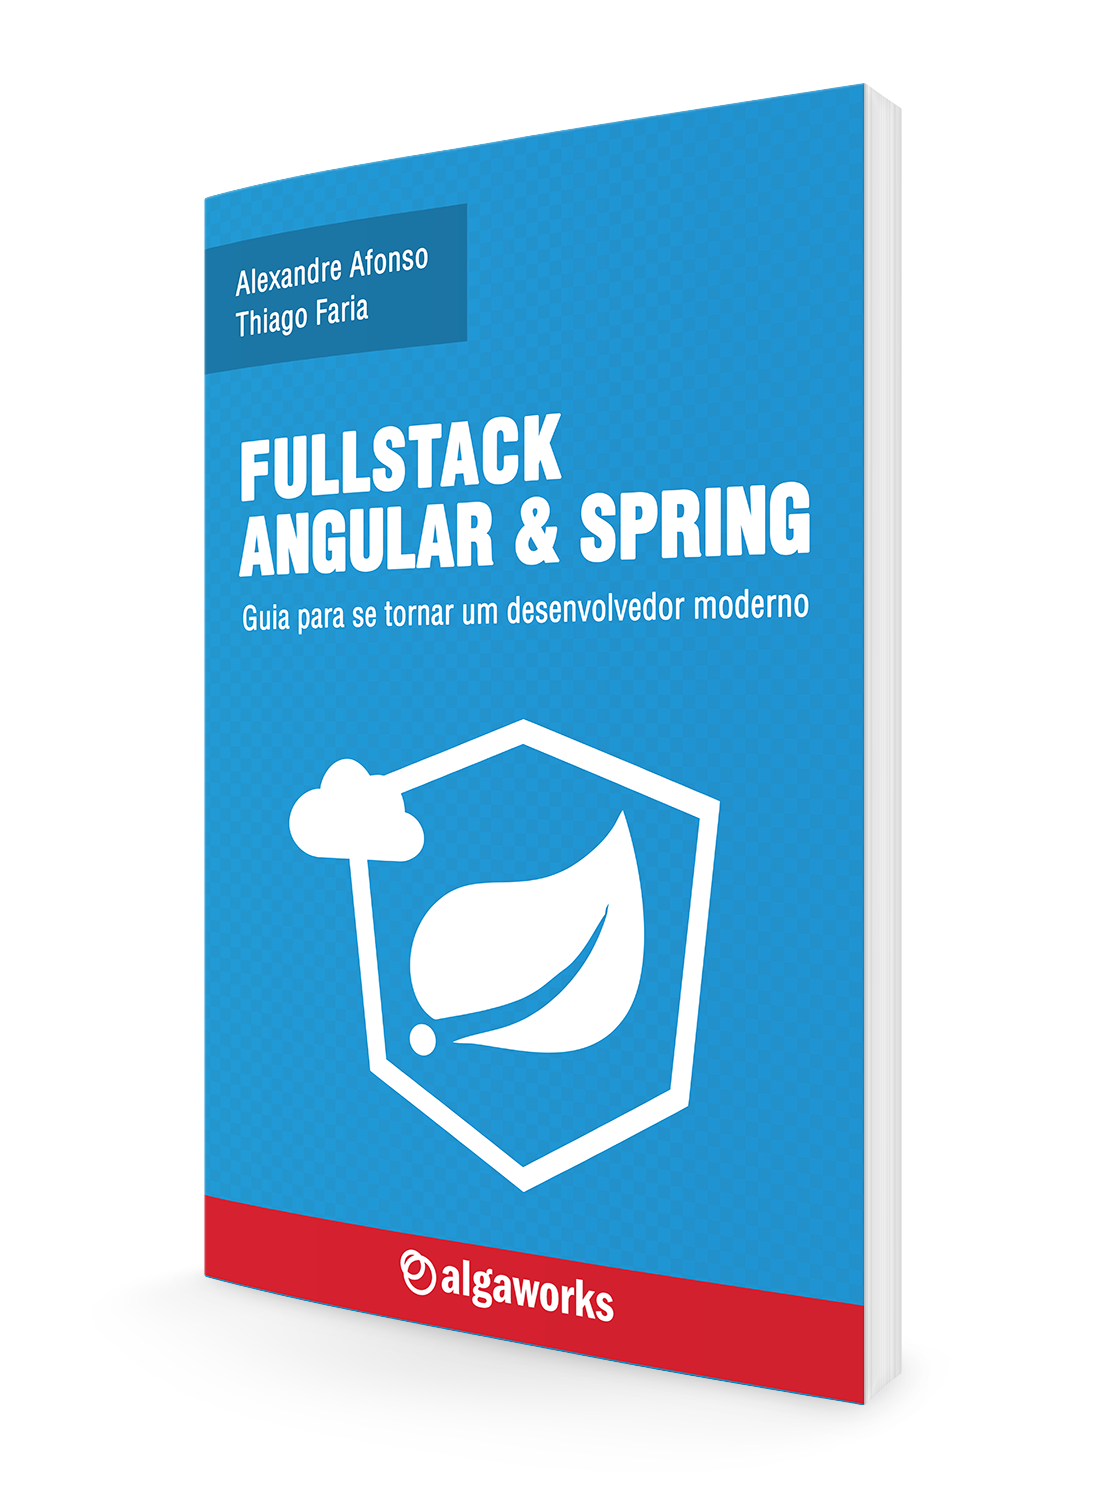 Alexandre Afonso
Thiago Faria
FULLSTACK
ANGULAR & SPRING
Guia para se tornar um desenvolvedor moderno
algaworks